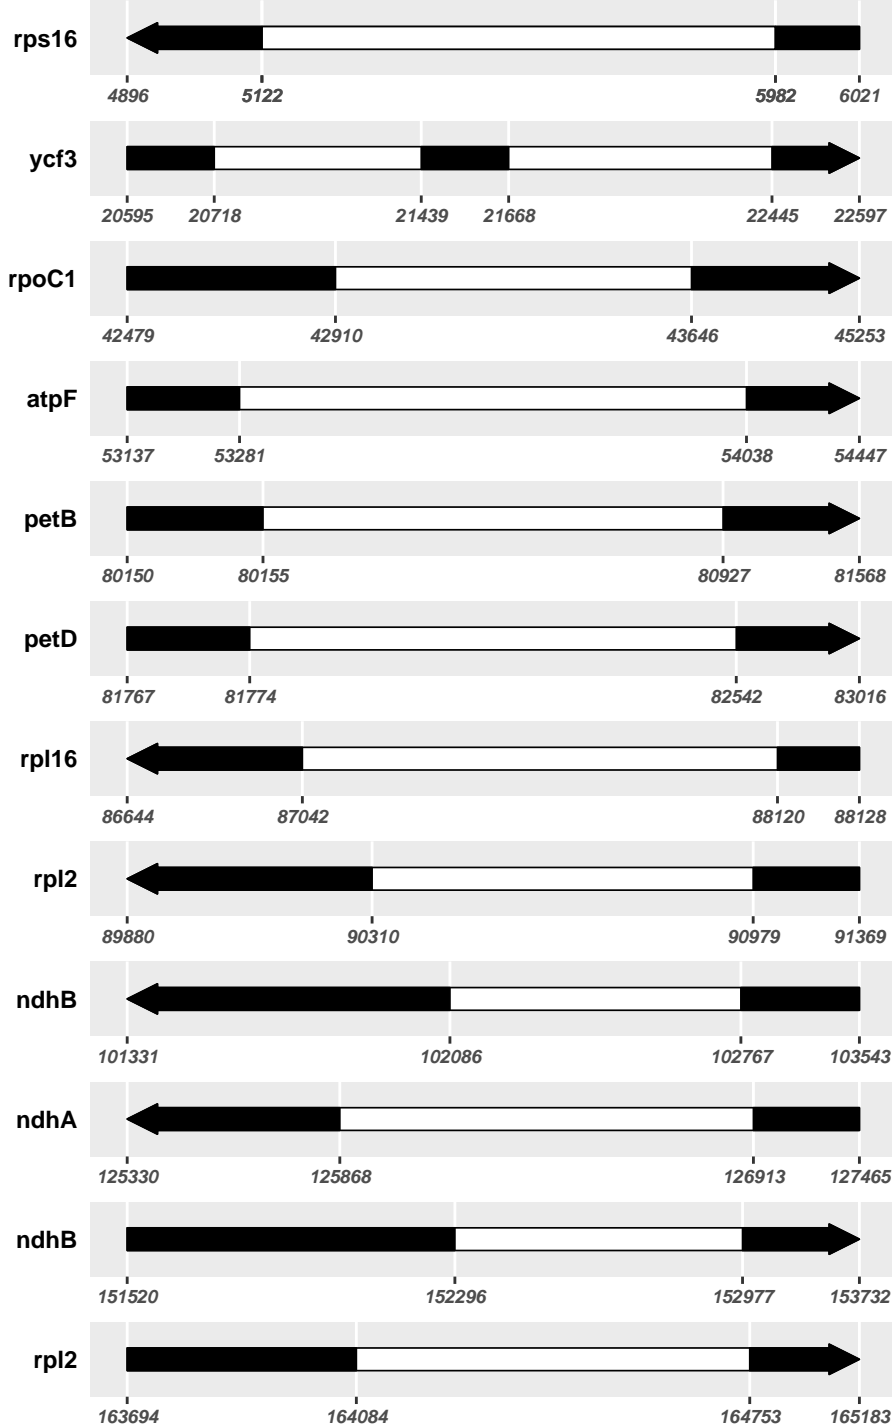 rps16
4896 5122 5982 6021
ycf3
20595 20718 21439 21668 22445 22597
rpoC1
42479 42910 43646 45253
atpF
53137 53281 54038 54447
petB
80150 80155 80927 81568
petD
81767 81774 82542 83016
rpl16
86644 87042 88120 88128
rpl2
89880 90310 90979 91369
ndhB
101331 102086 102767 103543
ndhA
125330 125868 126913 127465
ndhB
151520 152296 152977 153732
rpl2
163694 164084 164753 165183